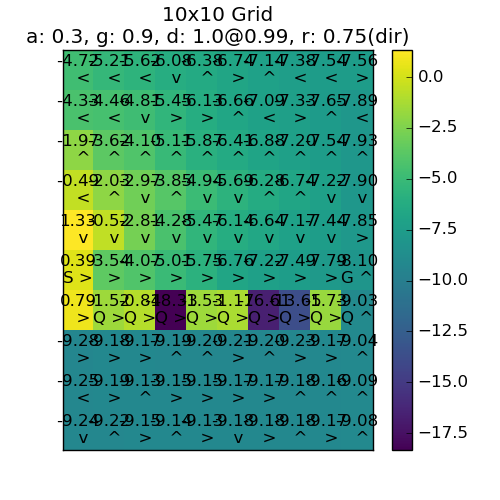 10x10 Grid
a: 0.3, g: 0.9, d: 1.0@0.99, r: 0.75(dir)
-4.72 -5.23 -5.62 -6.08 -6.38 -6.74 -7.14 -7.38 -7.54 -7.56
< < < v ^ > ^ < < >
-4.33 -4.46 -4.81 -5.45 -6.13 -6.66 -7.09 -7.33 -7.65 -7.89
< < v > > ^ < > ^ <
-1.97 -3.62 -4.10 -5.11 -5.87 -6.41 -6.88 -7.20 -7.54 -7.93
^ ^ ^ ^ ^ ^ ^ ^ ^ ^
-0.49 -2.03 -2.97 -3.85 -4.94 -5.69 -6.28 -6.74 -7.22 -7.90
< ^ v ^ v v ^ ^ v v
1.33 -0.52 -2.81 -4.28 -5.47 -6.14 -6.64 -7.17 -7.44 -7.85
v v v v v v v v v >
0.39 -3.54 -4.07 -5.01 -5.75 -6.76 -7.22 -7.49 -7.79 -8.10
S > > > > > > > > > G ^
> Q > Q > Q > Q > Q > Q > Q > Q > Q ^
-9.28 -9.18 -9.17 -9.19 -9.20 -9.21 -9.20 -9.23 -9.17 -9.04
> > > ^ ^ > ^ > > ^
-9.25 -9.19 -9.13 -9.15 -9.15 -9.17 -9.17 -9.18 -9.16 -9.09
< > ^ > > > > ^ ^ ^
-9.24 -9.22 -9.15 -9.14 -9.13 -9.18 -9.18 -9.18 -9.17 -9.08
v ^ > ^ > v > ^ > ^
0.0
−2.5
−5.0
−7.5
−10.0
−12.5
−15.0
−17.5